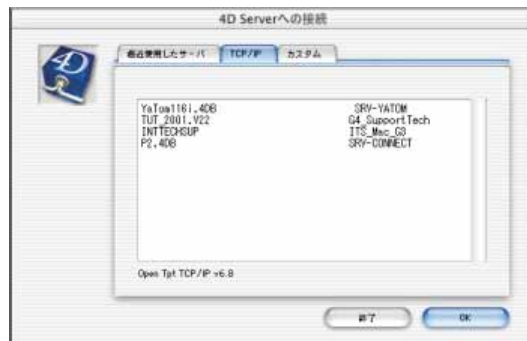 4D Serverへの接続
4D
最近使用したサーバ TCP/IP カスタム
YaTom116i.4DB SRV-YATOM
TUT_2001.V22 G4_SupportTech
INTTECHSUP ITS_Mac_G3
P2.4DB SRV-CONNECT
Open Tpt TCP/IP v6.8
終了 OK